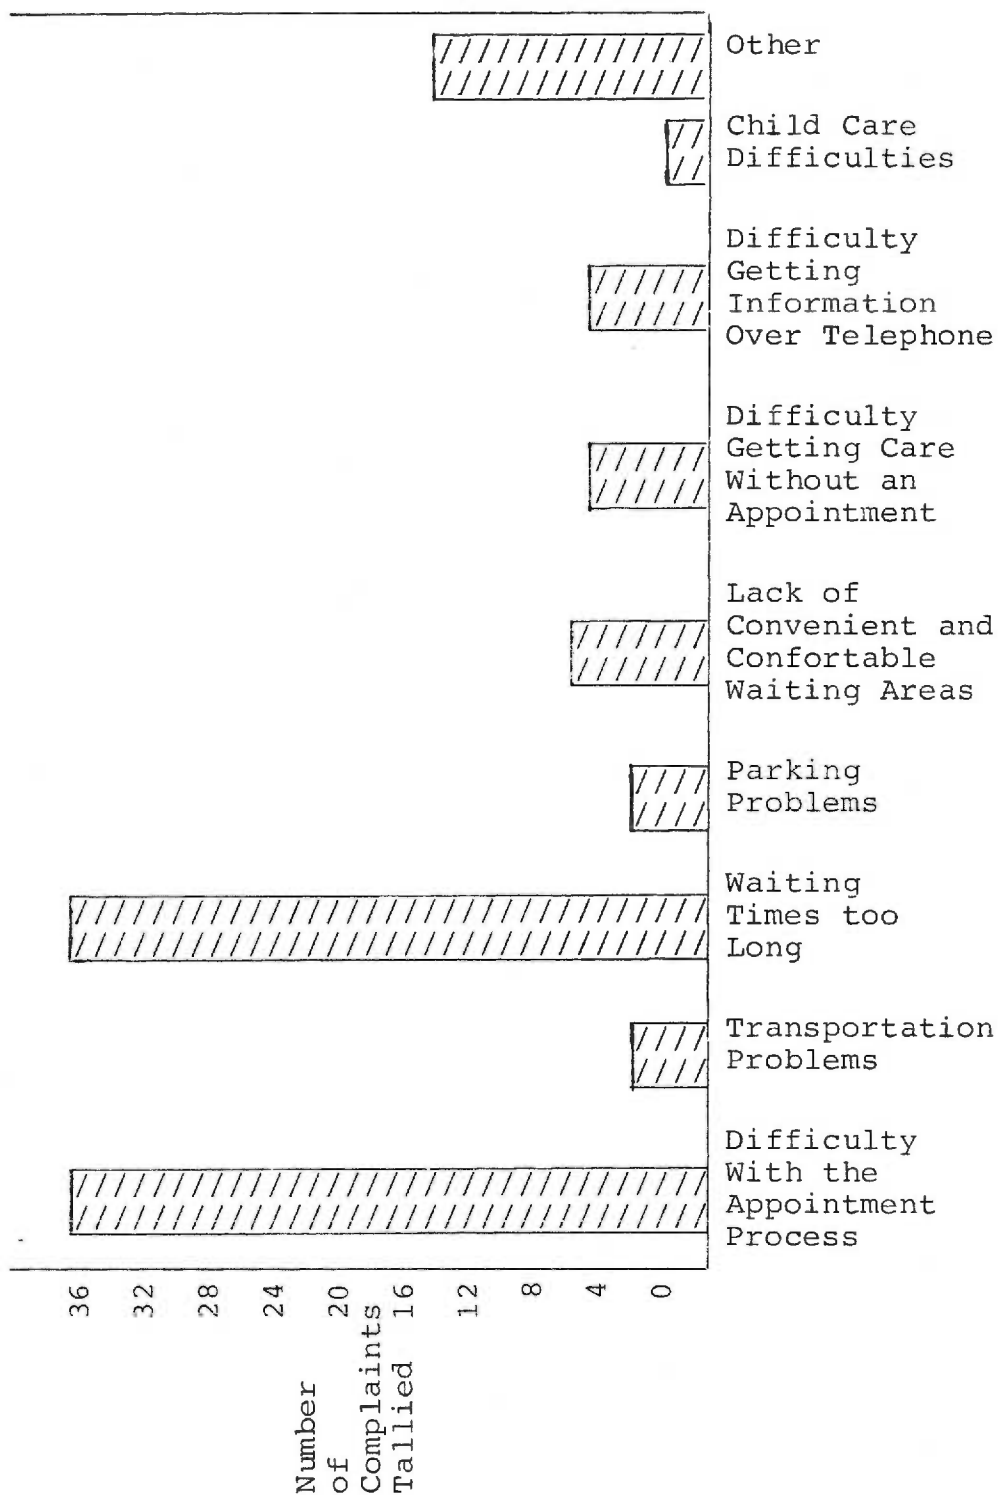 Other
Child Care
Difficulties
Difficulty
Getting
Information
Over Telephone
Difficulty
Getting Care
Without an
Appointment
Lack of
Convenient and
Confortable
Waiting Areas
Parking
Problems
Waiting
Times too
Long
Transportation
Problems
Difficulty
With the
Appointment
Process
36
32
28
24
20
16
12
8
4
0
Number
of
Complaints
Tallied